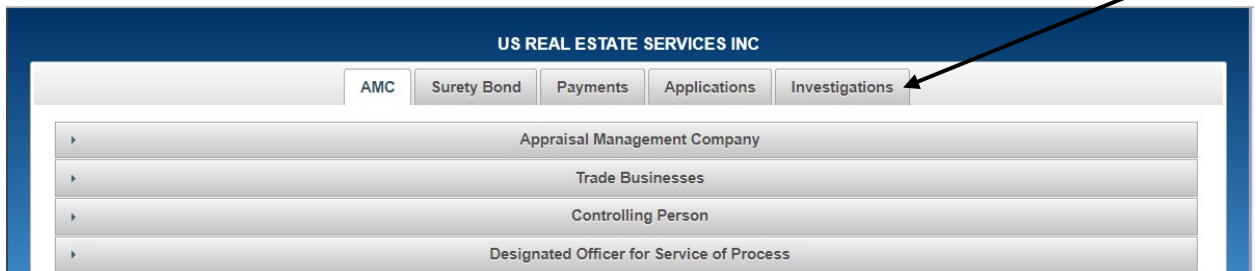 US REAL ESTATE SERVICES INC
AMC Surety Bond Payments Applications Investigations
Appraisal Management Company
Trade Businesses
Controlling Person
Designated Officer for Service of Process